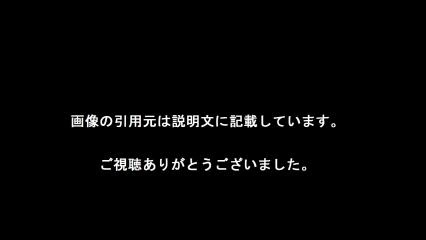 画像の引用元は説明文に記載しています。
ご視聴ありがとうございました。